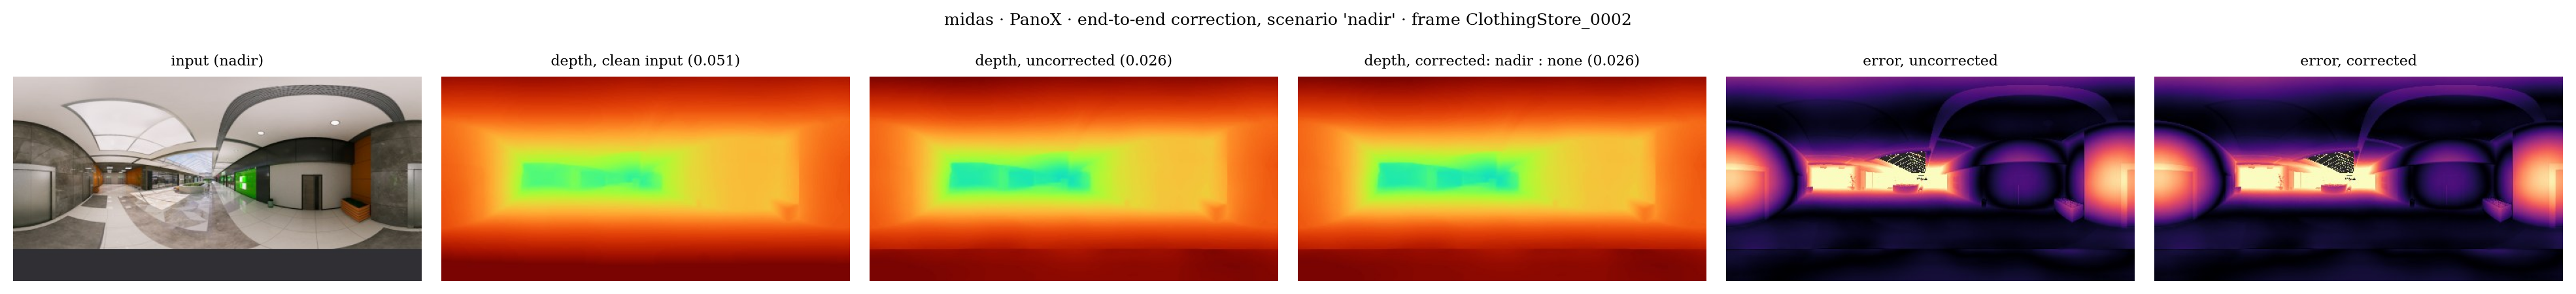 midas · PanoX · end-to-end correction, scenario 'nadir' · frame ClothingStore_0002
input (nadir)
depth, clean input (0.051)
depth, uncorrected (0.026)
depth, corrected: nadir : none (0.026)
error, uncorrected
error, corrected